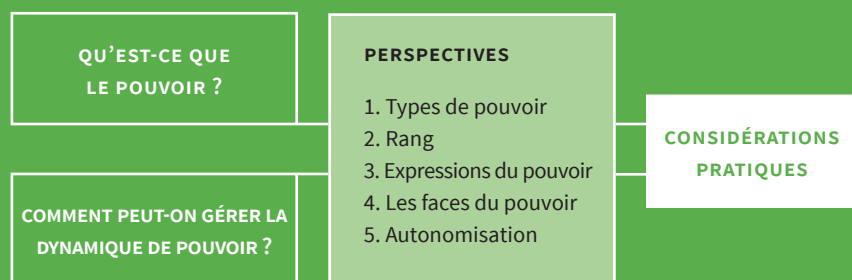 QU’EST-CE QUE
LE POUVOIR ?
COMMENT PEUT-ON GÉRER LA
DYNAMIQUE DE POUVOIR ?
PERSPECTIVES
1. Types de pouvoir
2. Rang
3. Expressions du pouvoir
4. Les faces du pouvoir
5. Autonomisation
CONSIDÉRATIONS
PRATIQUES